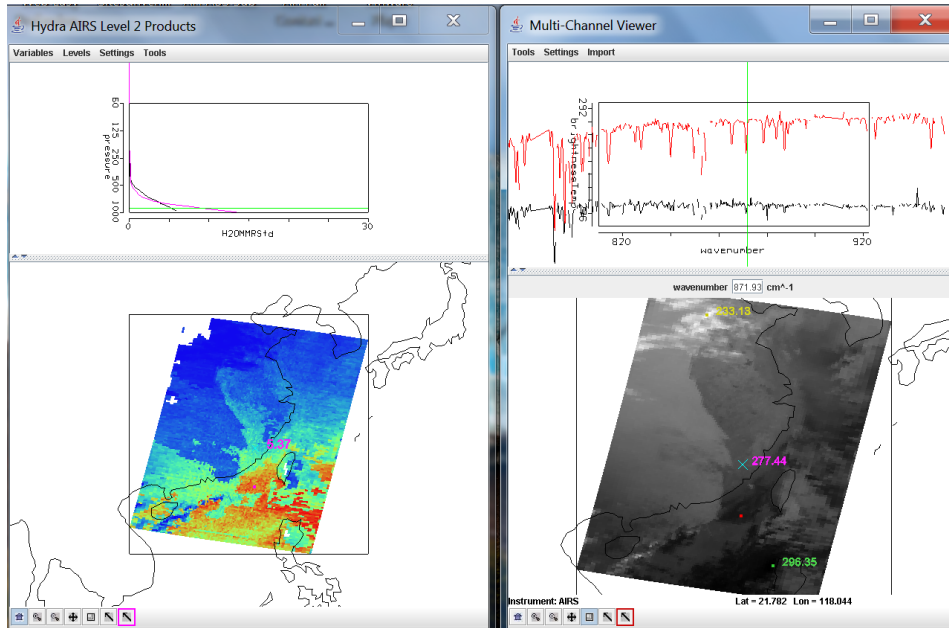 Hydra AIRS Level 2 Products
Variables Levels Settings Tools
60
125
250
500
1000
pressure
0
30
H2OMMRStd
5.37
Multi-Channel Viewer
Tools Settings Import
292
brightnessTemp
820
920
wavenumber
wavenumber 871.93 cm^-1
233.13
277.44
296.35
Instrument: AIRS
Lat = 21.782 Lon = 118.044